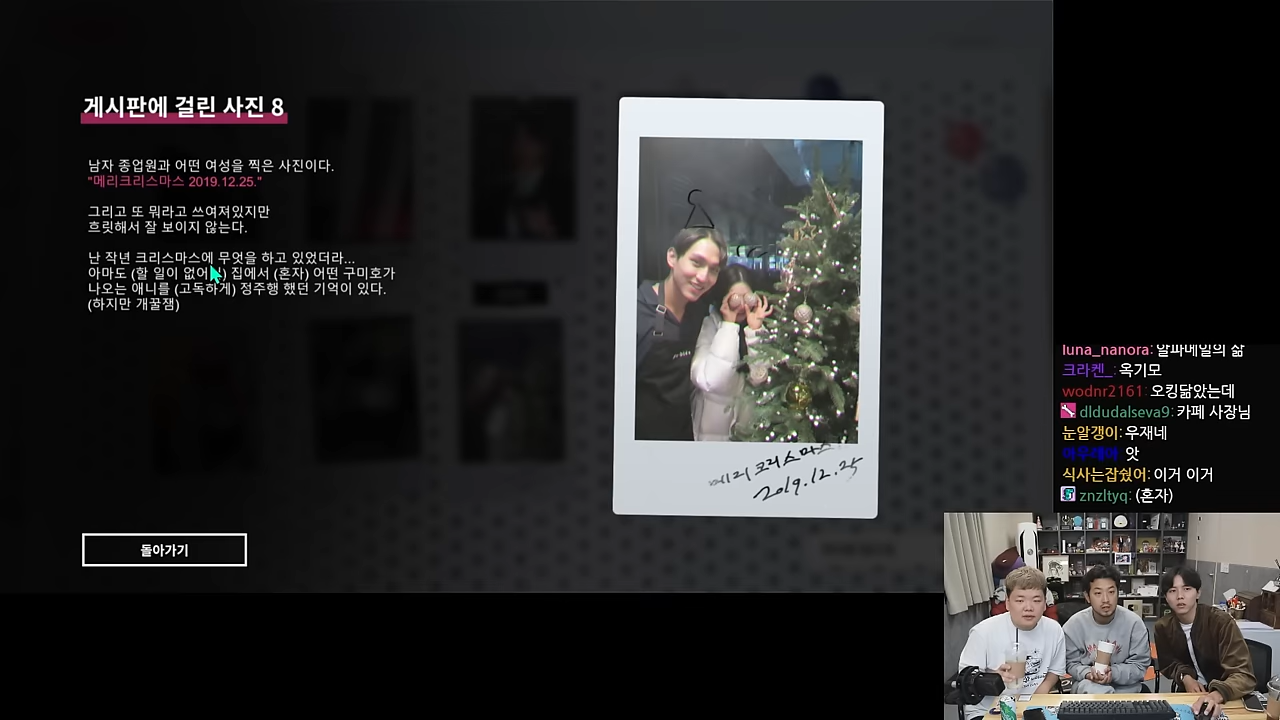 게시판에 걸린 사진 8
남자 종업원과 어떤 여성을 찍은 사진이다.
"메리크리스마스 2019.12.25."
그리고 또 뭐라고 쓰여져있지만
흐릿해서 잘 보이지 않는다.
난 작년 크리스마스에 무엇을 하고 있었더라...
아마도 (할 일이 없어 ) 집에서 (혼자) 어떤 구미호가
나오는 애니를 (고독하게) 정주행 했던 기억이 있다.
(하지만 개꿀잼)
돌아가기
메리크리스마스
2019.12.25
luna_nanora: 알파메일의 삶
크라켄_: 옥기모
wodnr2161: 오킹닮았는데
dldudalseva9: 카페 사장님
눈알갱이: 우재네
앗
식사는잡쉈어: 이거 이거
znzltyq: (혼자)